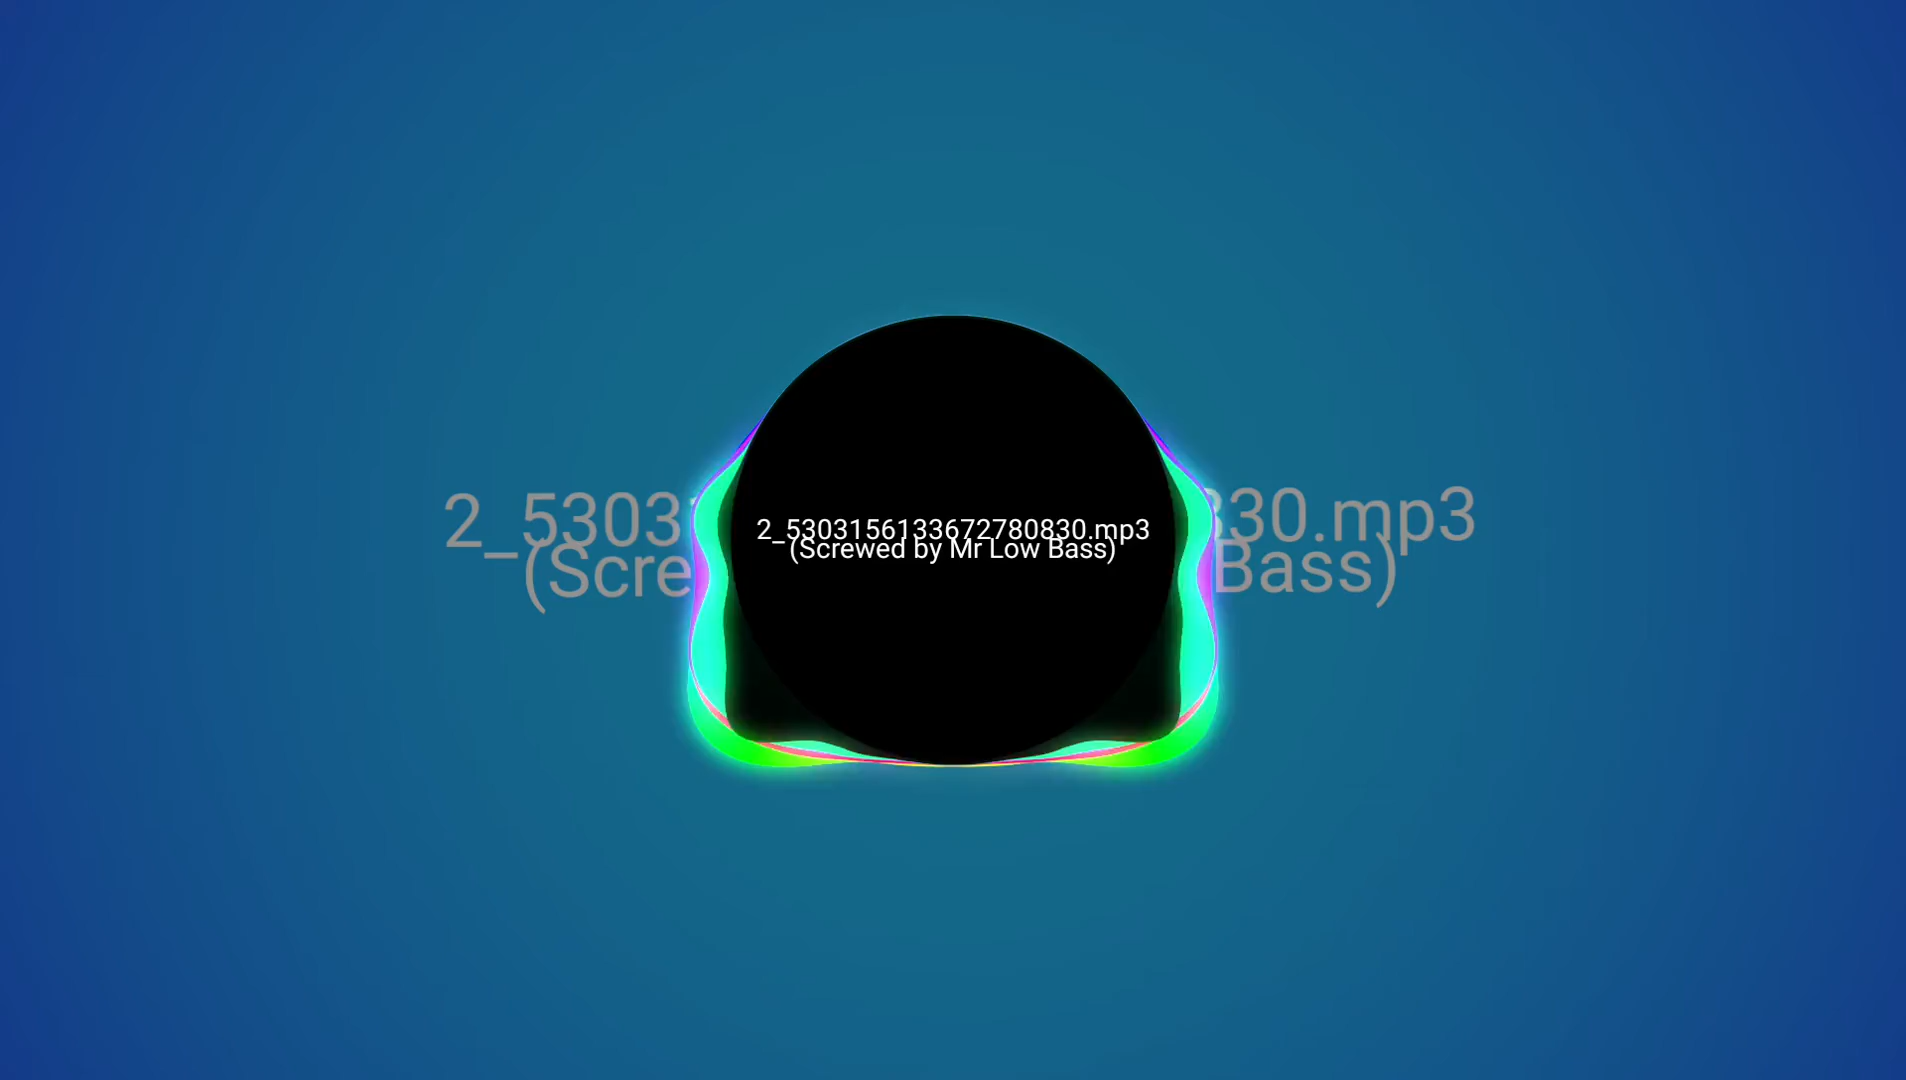 2_5303156133672780830.mp3
(Screwed by Mr Low Bass)
2_5303
830.mp3
(Scre
Bass)